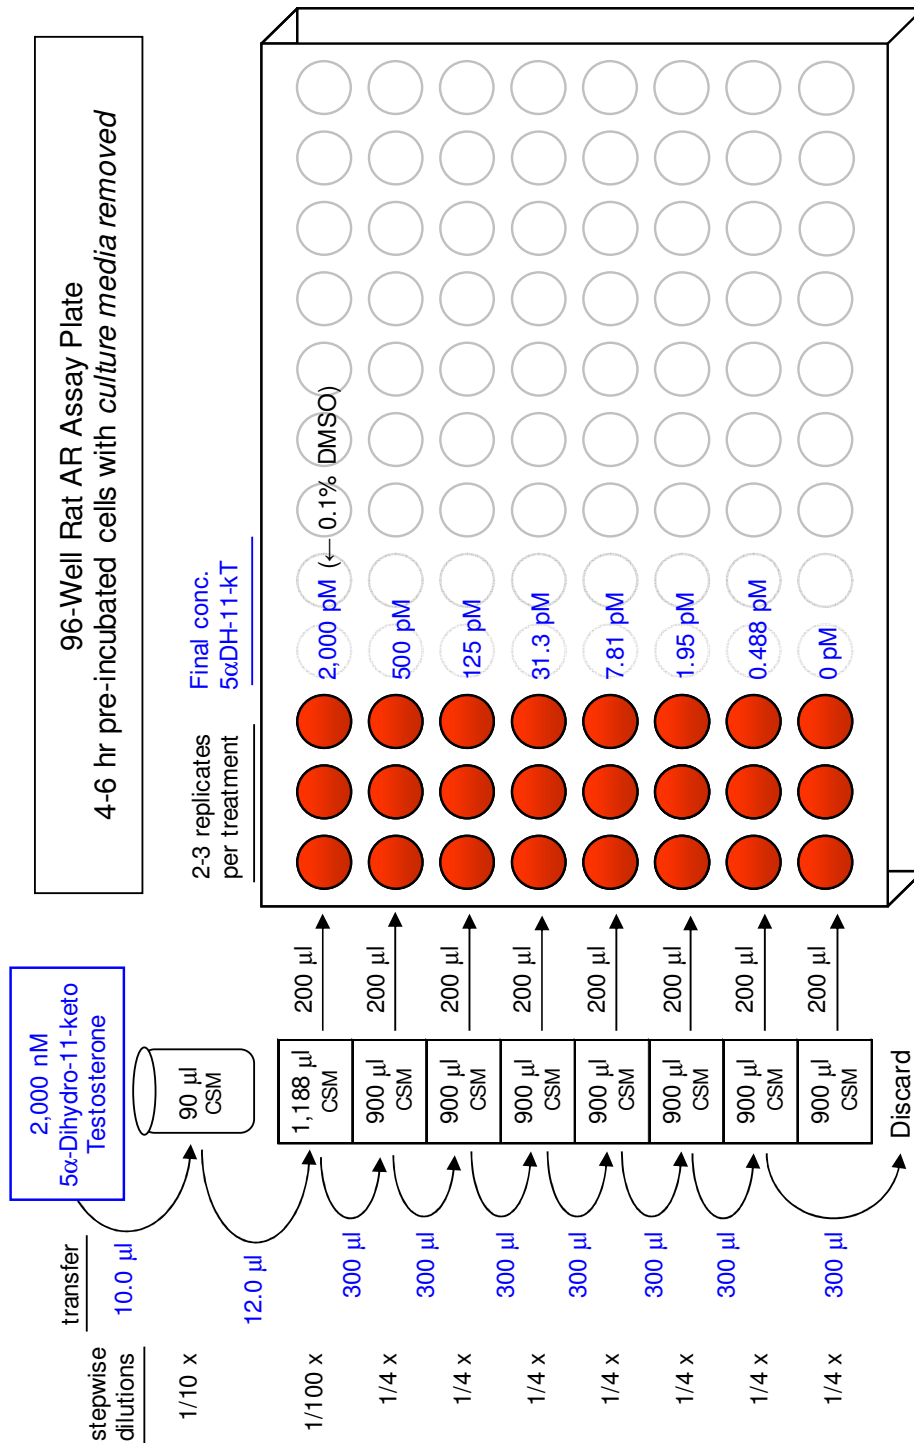 96-Well Rat AR Assay Plate
4-6 hr pre-incubated cells with culture media removed
2,000 nM
5α-Dihydro-11-keto
Testosterone
stepwise
dilutions
transfer
2-3 replicates
per treatment
Final conc.
5αDH-11-kT
1/10 x
10.0 µl
90 µl
CSM
12.0 µl
1/100 x
1,188 µl
CSM
200 µl
2,000 pM (← 0.1% DMSO)
1/4 x
300 µl
900 µl
CSM
200 µl
500 pM
1/4 x
300 µl
900 µl
CSM
200 µl
125 pM
1/4 x
300 µl
900 µl
CSM
200 µl
31.3 pM
1/4 x
300 µl
900 µl
CSM
200 µl
7.81 pM
1/4 x
300 µl
900 µl
CSM
200 µl
1.95 pM
1/4 x
300 µl
900 µl
CSM
200 µl
0.488 pM
1/4 x
300 µl
900 µl
CSM
200 µl
0 pM
Discard